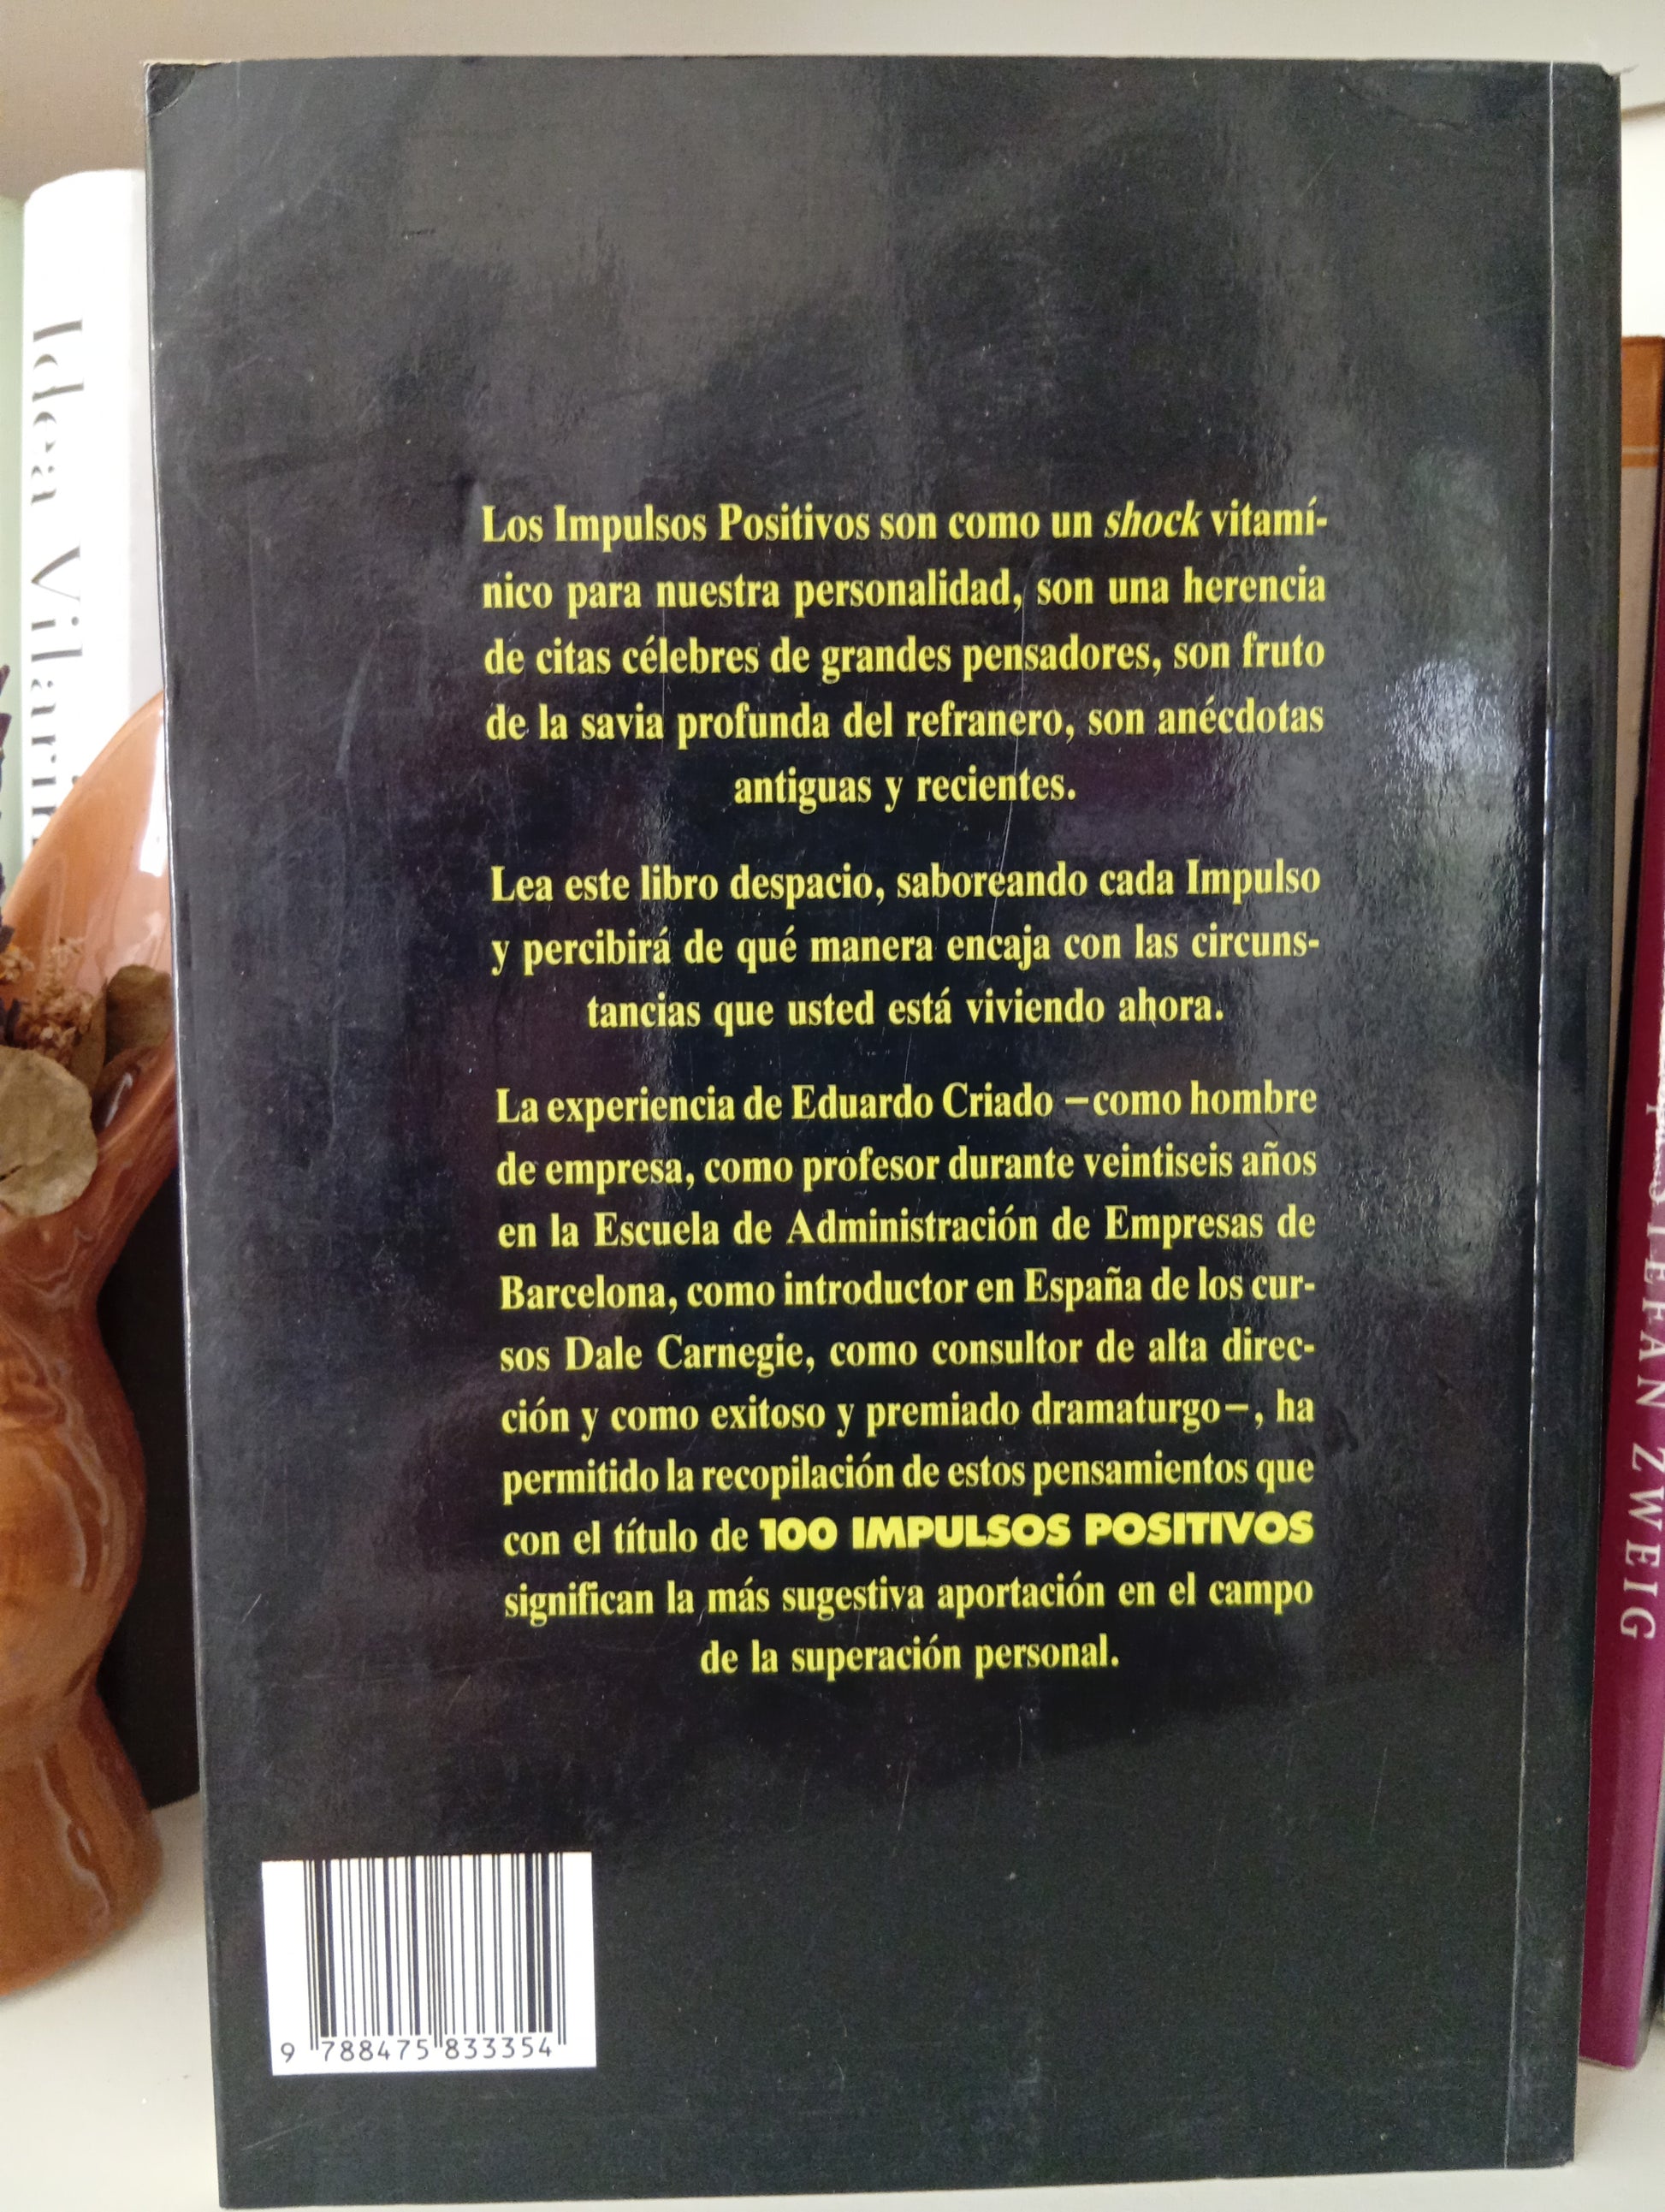 Idea Vilariñ
Los Impulsos Positivos son como un shock vitamí-
nico para nuestra personalidad, son una herencia
de citas célebres de grandes pensadores, son fruto
de la savia profunda del refranero, son anécdotas
antiguas y recientes.
Lea este libro despacio, saboreando cada Impulso
y percibirá de qué manera encaja con las circuns-
tancias que usted está viviendo ahora.
La experiencia de Eduardo Criado —como hombre
de empresa, como profesor durante veintiseis años
en la Escuela de Administración de Empresas de
Barcelona, como introductor en España de los cur-
sos Dale Carnegie, como consultor de alta direc-
ción y como exitoso y premiado dramaturgo—, ha
permitido la recopilación de estos pensamientos que
con el título de 100 IMPULSOS POSITIVOS
significan la más sugestiva aportación en el campo
de la superación personal.
9 788475 833354
STEFAN ZWEIG